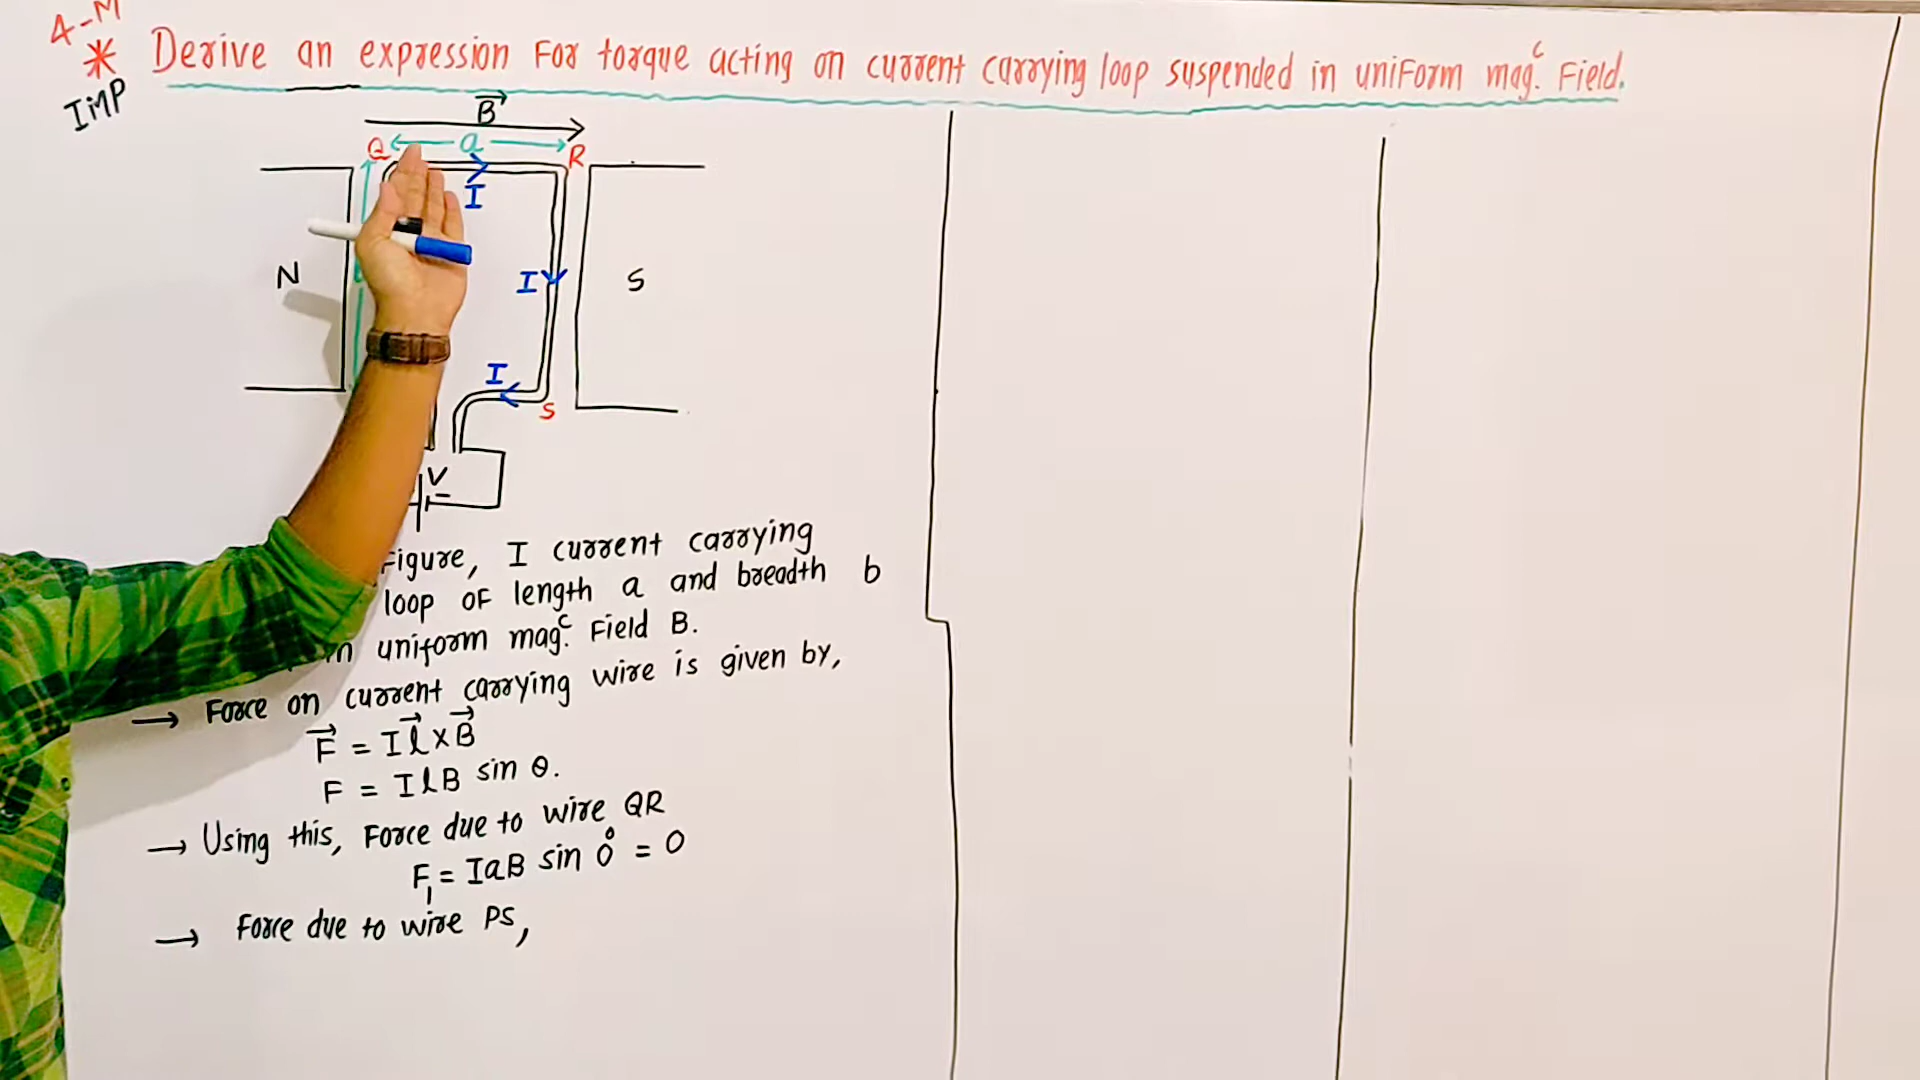 4-M
* Derive an expression For torque acting on current carrying loop suspended in uniForm mag.c Field.
IMP
B
Q a R
I
N I S
I
S
V
-
Figure, I current carrying
loop OF length a and breadth b
in uniform mag.c Field B.
→ Force on current carrying wire is given by,
F⃗ = I l⃗ × B⃗
F = I l B sin θ.
→ Using this, Force due to wire QR
F₁ = IaB sin 0° = 0
→ Force due to wire PS,